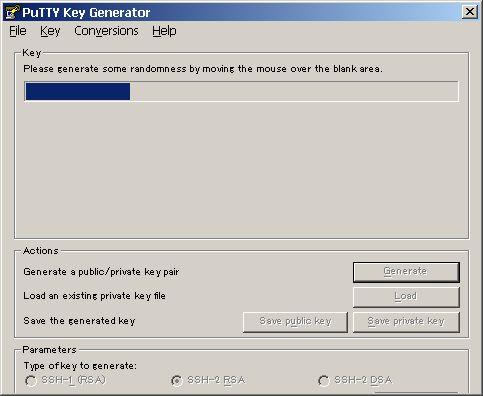 PuTTY Key Generator
File Key Conversions Help
Key
Please generate some randomness by moving the mouse over the blank area.
Actions
Generate a public/private key pair
Generate
Load an existing private key file
Load
Save the generated key
Save public key
Save private key
Parameters
Type of key to generate:
SSH-1 (RSA)
SSH-2 RSA
SSH-2 DSA